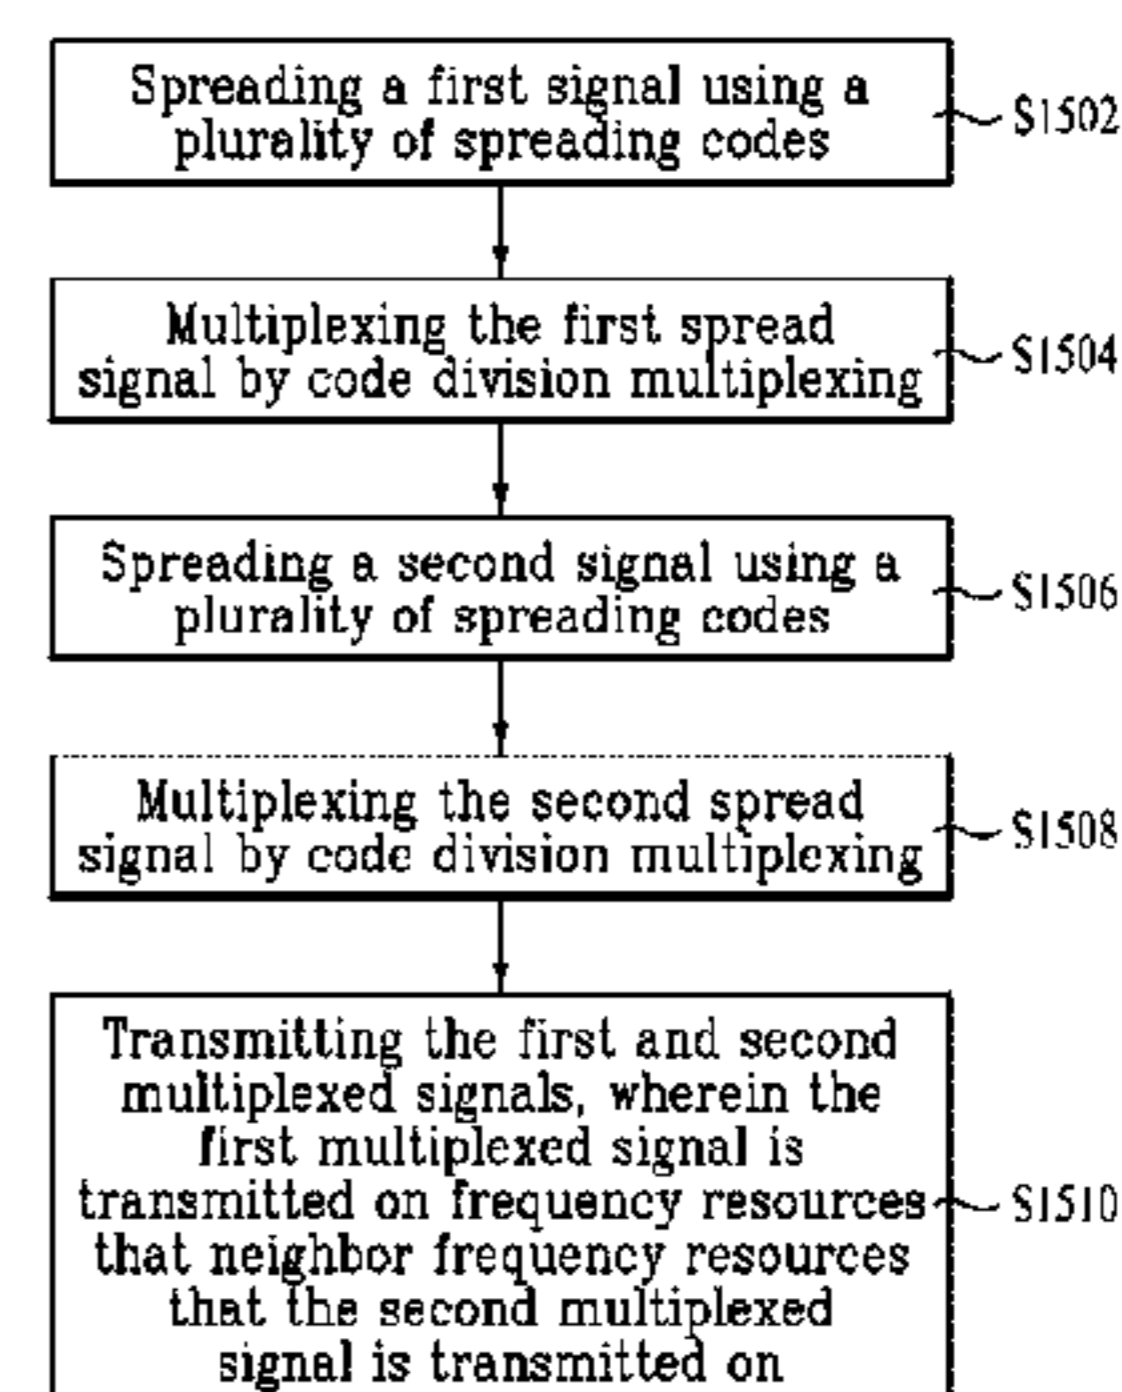 Spreading a first signal using a
plurality of spreading codes
S1502
Multiplexing the first spread
signal by code division multiplexing
S1504
Spreading a second signal using a
plurality of spreading codes
S1506
Multiplexing the second spread
signal by code division multiplexing
S1508
Transmitting the first and second
multiplexed signals, wherein the
first multiplexed signal is
transmitted on frequency resources
that neighbor frequency resources
that the second multiplexed
signal is transmitted on
S1510